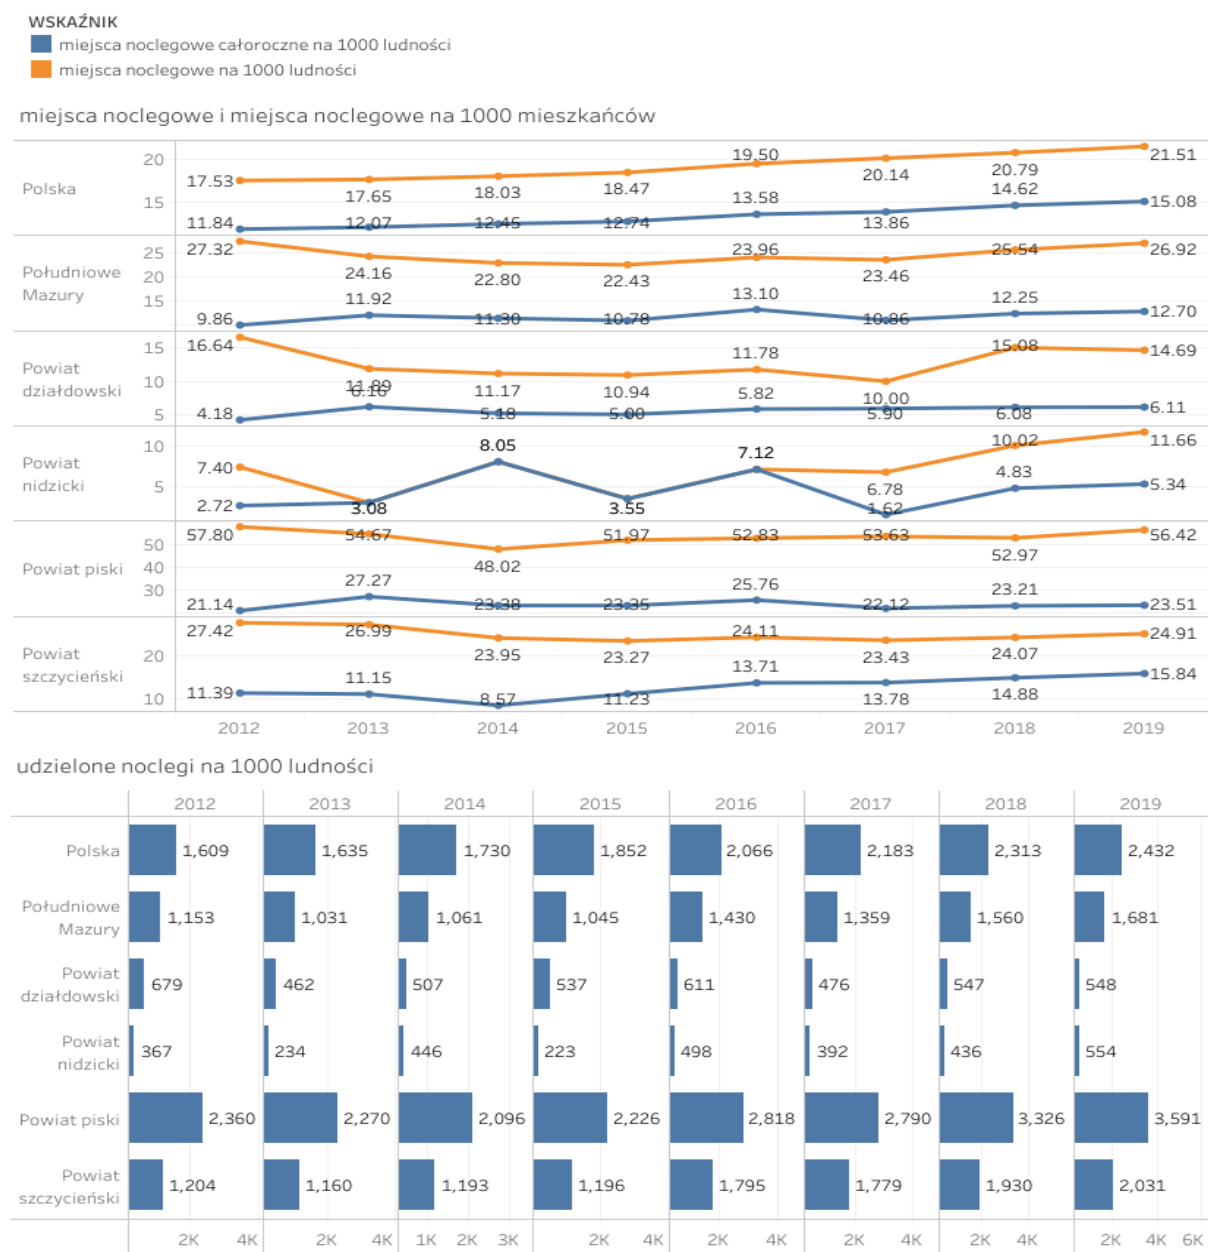 WSKAŹNIK
miejsca noclegowe całoroczne na 1000 ludności
miejsca noclegowe na 1000 ludności
miejsca noclegowe i miejsca noclegowe na 1000 mieszkańców
Polska
20
15
17.53 17.65 18.03 18.47 19.50 20.14 20.79 21.51
11.84 12.07 12.45 12.74 13.58 13.86 14.62 15.08
Południowe
Mazury
25
20
15
27.32 24.16 22.80 22.43 23.96 23.46 25.54 26.92
9.86 11.92 11.30 10.78 13.10 10.86 12.25 12.70
Powiat
działdowski
15
10
5
16.64 11.89 11.17 10.94 11.78 10.00 15.08 14.69
4.18 6.16 5.18 5.00 5.82 5.90 6.08 6.11
Powiat
nidzicki
10
5
7.40 3.08 8.05 3.55 7.12 6.78 10.02 11.66
2.72 1.62 4.83 5.34
Powiat piski
50
40
30
57.80 54.67 48.02 51.97 52.83 53.63 52.97 56.42
21.14 27.27 23.38 23.35 25.76 22.12 23.21 23.51
Powiat
szczycieński
20
10
27.42 26.99 23.95 23.27 24.11 23.43 24.07 24.91
11.39 11.15 8.57 11.23 13.71 13.78 14.88 15.84
2012 2013 2014 2015 2016 2017 2018 2019
udzielone noclegi na 1000 ludności
2012 2013 2014 2015 2016 2017 2018 2019
Polska 1,609 1,635 1,730 1,852 2,066 2,183 2,313 2,432
Południowe
Mazury
1,153 1,031 1,061 1,045 1,430 1,359 1,560 1,681
Powiat
działdowski
679 462 507 537 611 476 547 548
Powiat
nidzicki
367 234 446 223 498 392 436 554
Powiat piski 2,360 2,270 2,096 2,226 2,818 2,790 3,326 3,591
Powiat
szczycieński
1,204 1,160 1,193 1,196 1,795 1,779 1,930 2,031
2K 4K 2K 4K 1K 2K 3K 2K 4K 2K 4K 2K 4K 2K 4K 2K 4K 6K